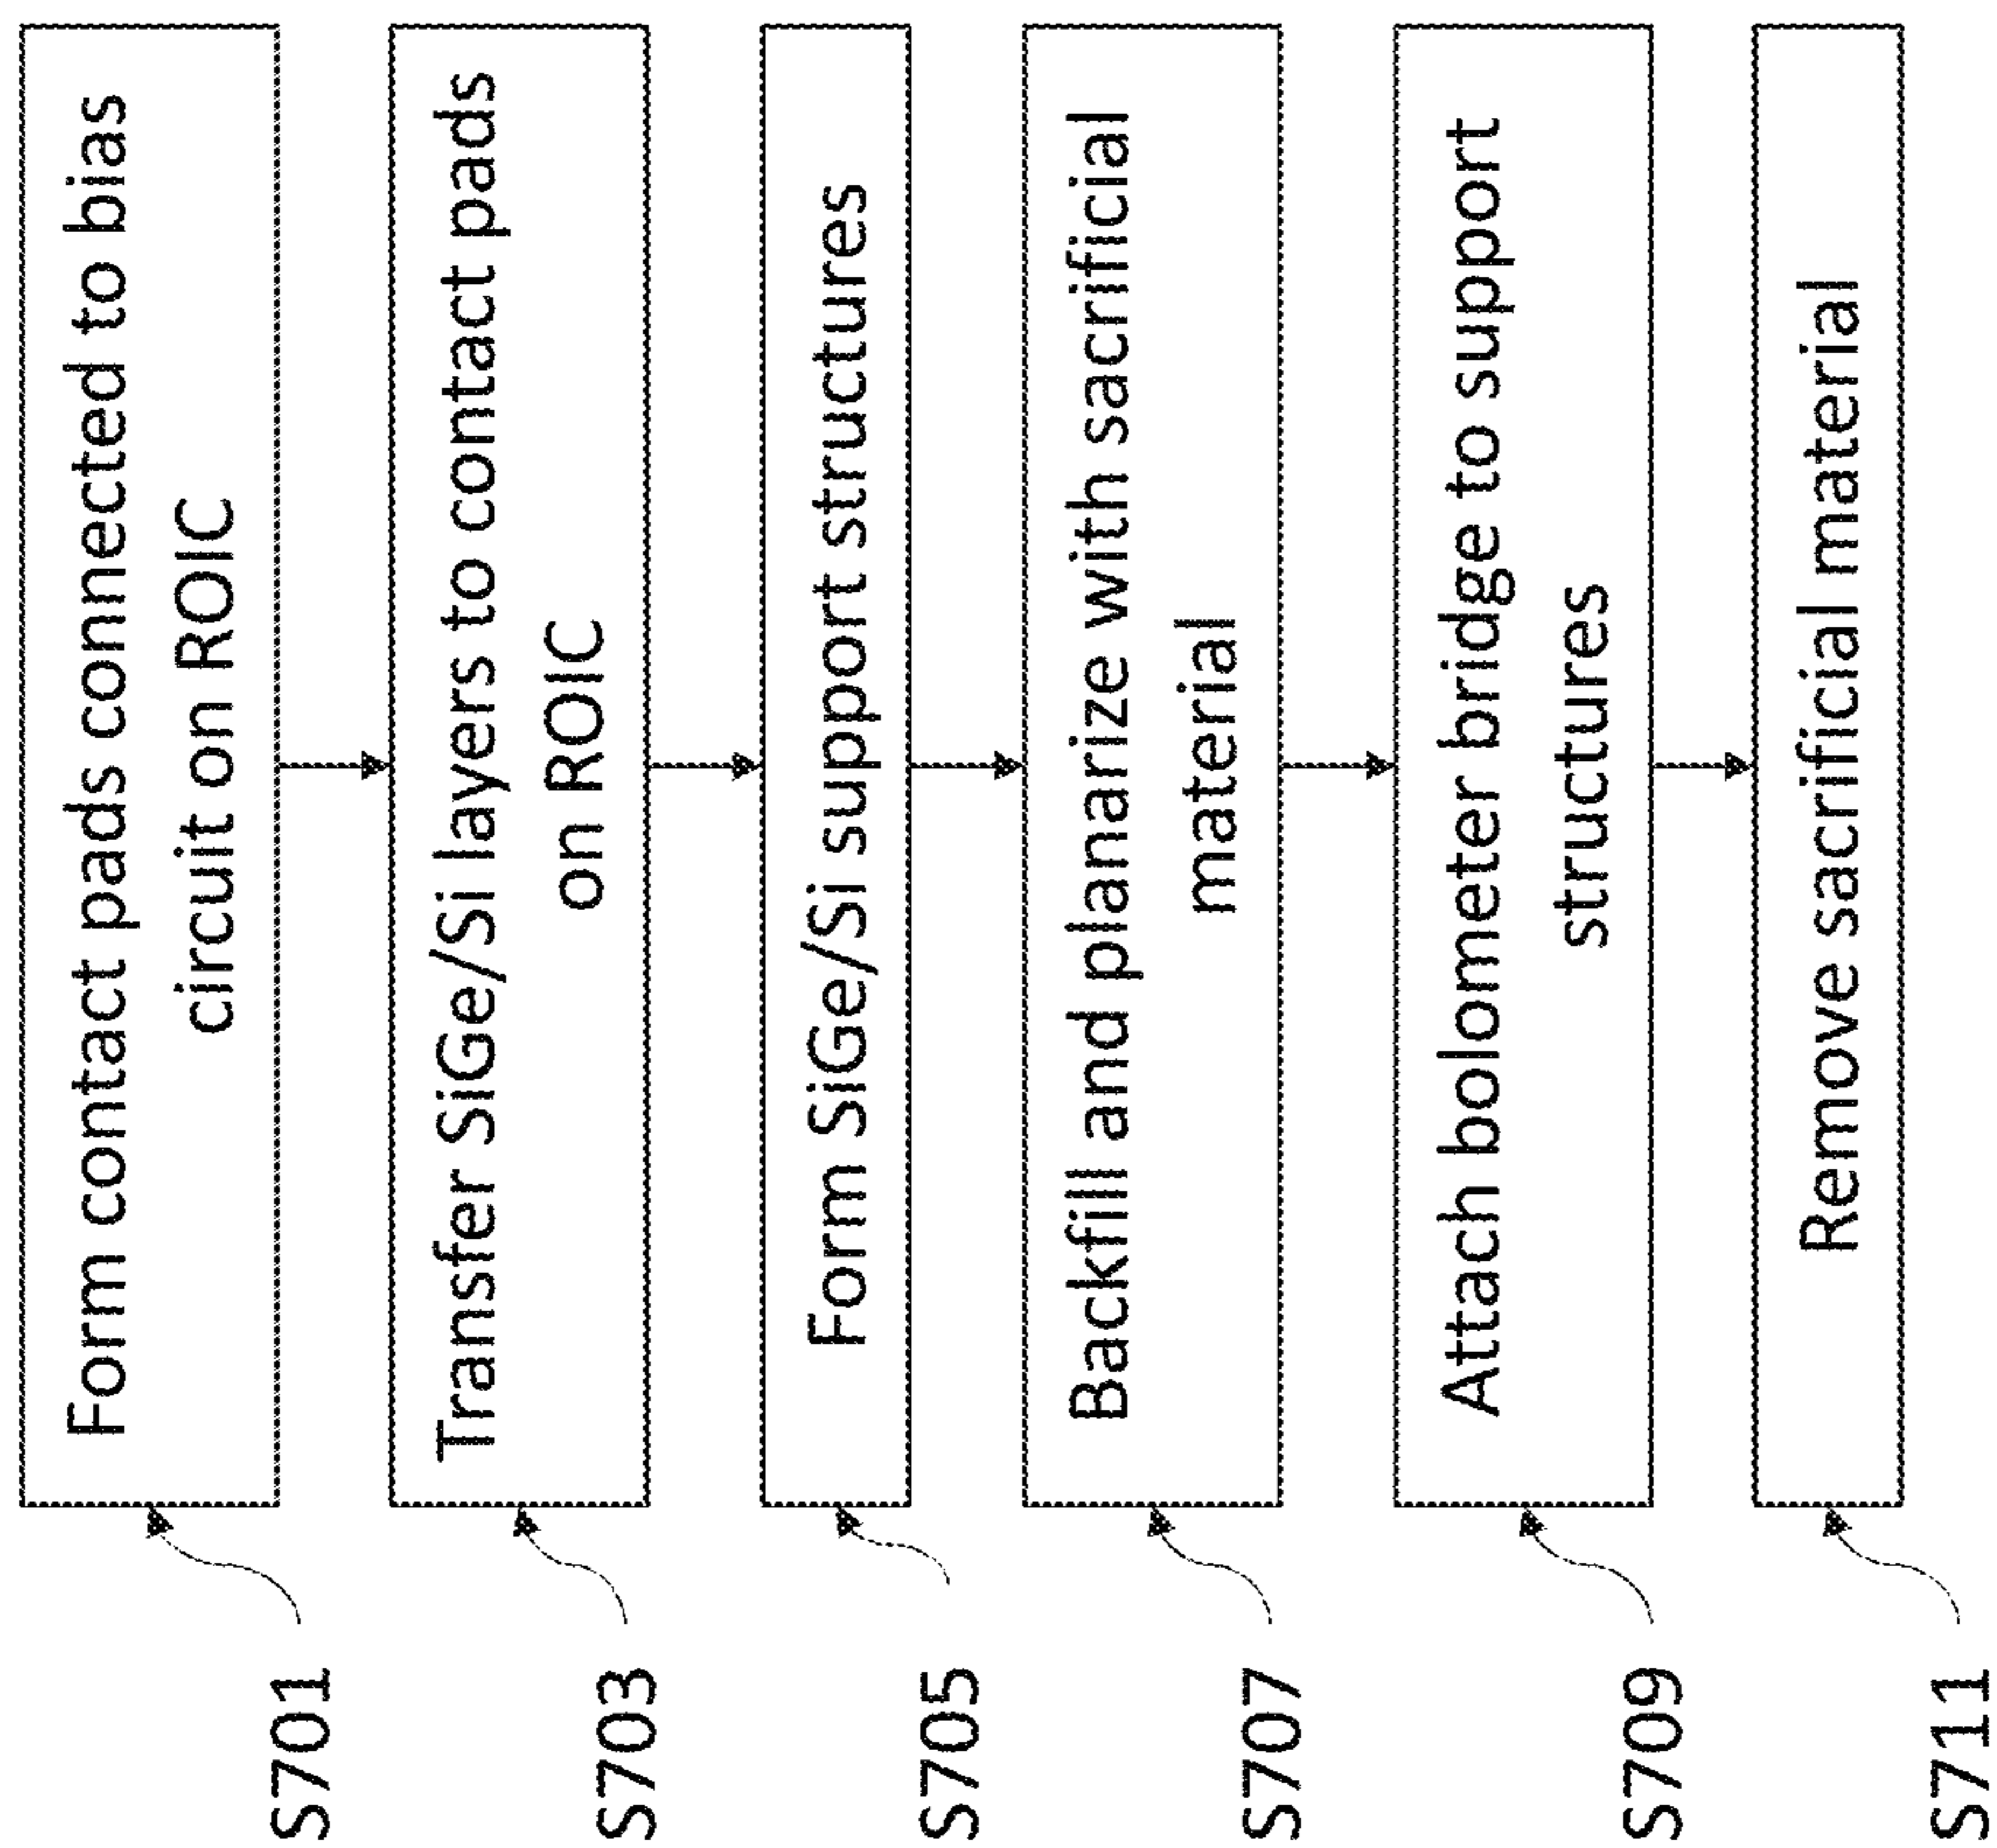 S701
Form contact pads connected to bias
circuit on ROIC
S703
Transfer SiGe/Si layers to contact pads
on ROIC
S705
Form SiGe/Si support structures
S707
Backfill and planarize with sacrificial
material
S709
Attach bolometer bridge to support
structures
S711
Remove sacrificial material